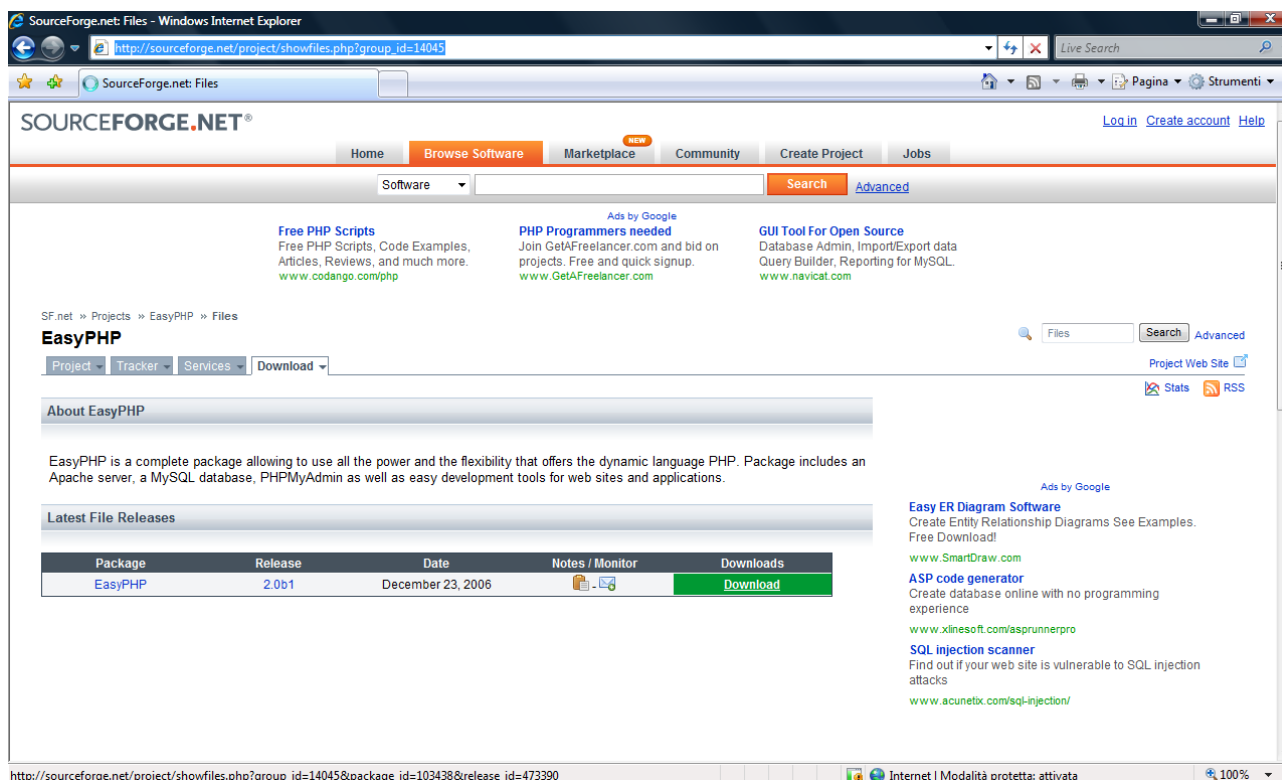 SourceForge.net: Files - Windows Internet Explorer
http://sourceforge.net/project/showfiles.php?group_id=14045
Live Search
SourceForge.net: Files
Pagina
Strumenti
SOURCEFORGE.NET®
Log in Create account Help
NEW
Home Browse Software Marketplace Community Create Project Jobs
Software
Search
Advanced
Ads by Google
Free PHP Scripts
Free PHP Scripts, Code Examples,
Articles, Reviews, and much more.
www.codango.com/php
PHP Programmers needed
Join GetAFreelancer.com and bid on
projects. Free and quick signup.
www.GetAFreelancer.com
GUI Tool For Open Source
Database Admin, Import/Export data
Query Builder, Reporting for MySQL.
www.navicat.com
SF.net » Projects » EasyPHP » Files
EasyPHP
Files
Search
Advanced
Project Tracker Services Download
Project Web Site
Stats RSS
About EasyPHP
EasyPHP is a complete package allowing to use all the power and the flexibility that offers the dynamic language PHP. Package includes an
Apache server, a MySQL database, PHPMyAdmin as well as easy development tools for web sites and applications.
Latest File Releases
Package Release Date Notes / Monitor Downloads
EasyPHP 2.0b1 December 23, 2006 - Download
Ads by Google
Easy ER Diagram Software
Create Entity Relationship Diagrams See Examples.
Free Download!
www.SmartDraw.com
ASP code generator
Create database online with no programming
experience
www.xlinesoft.com/asprunnerpro
SQL injection scanner
Find out if your web site is vulnerable to SQL injection
attacks
www.acunetix.com/sql-injection/
http://sourceforge.net/project/showfiles.php?group_id=14045&package_id=103438&release_id=473390
Internet | Modalità protetta: attivata
100%